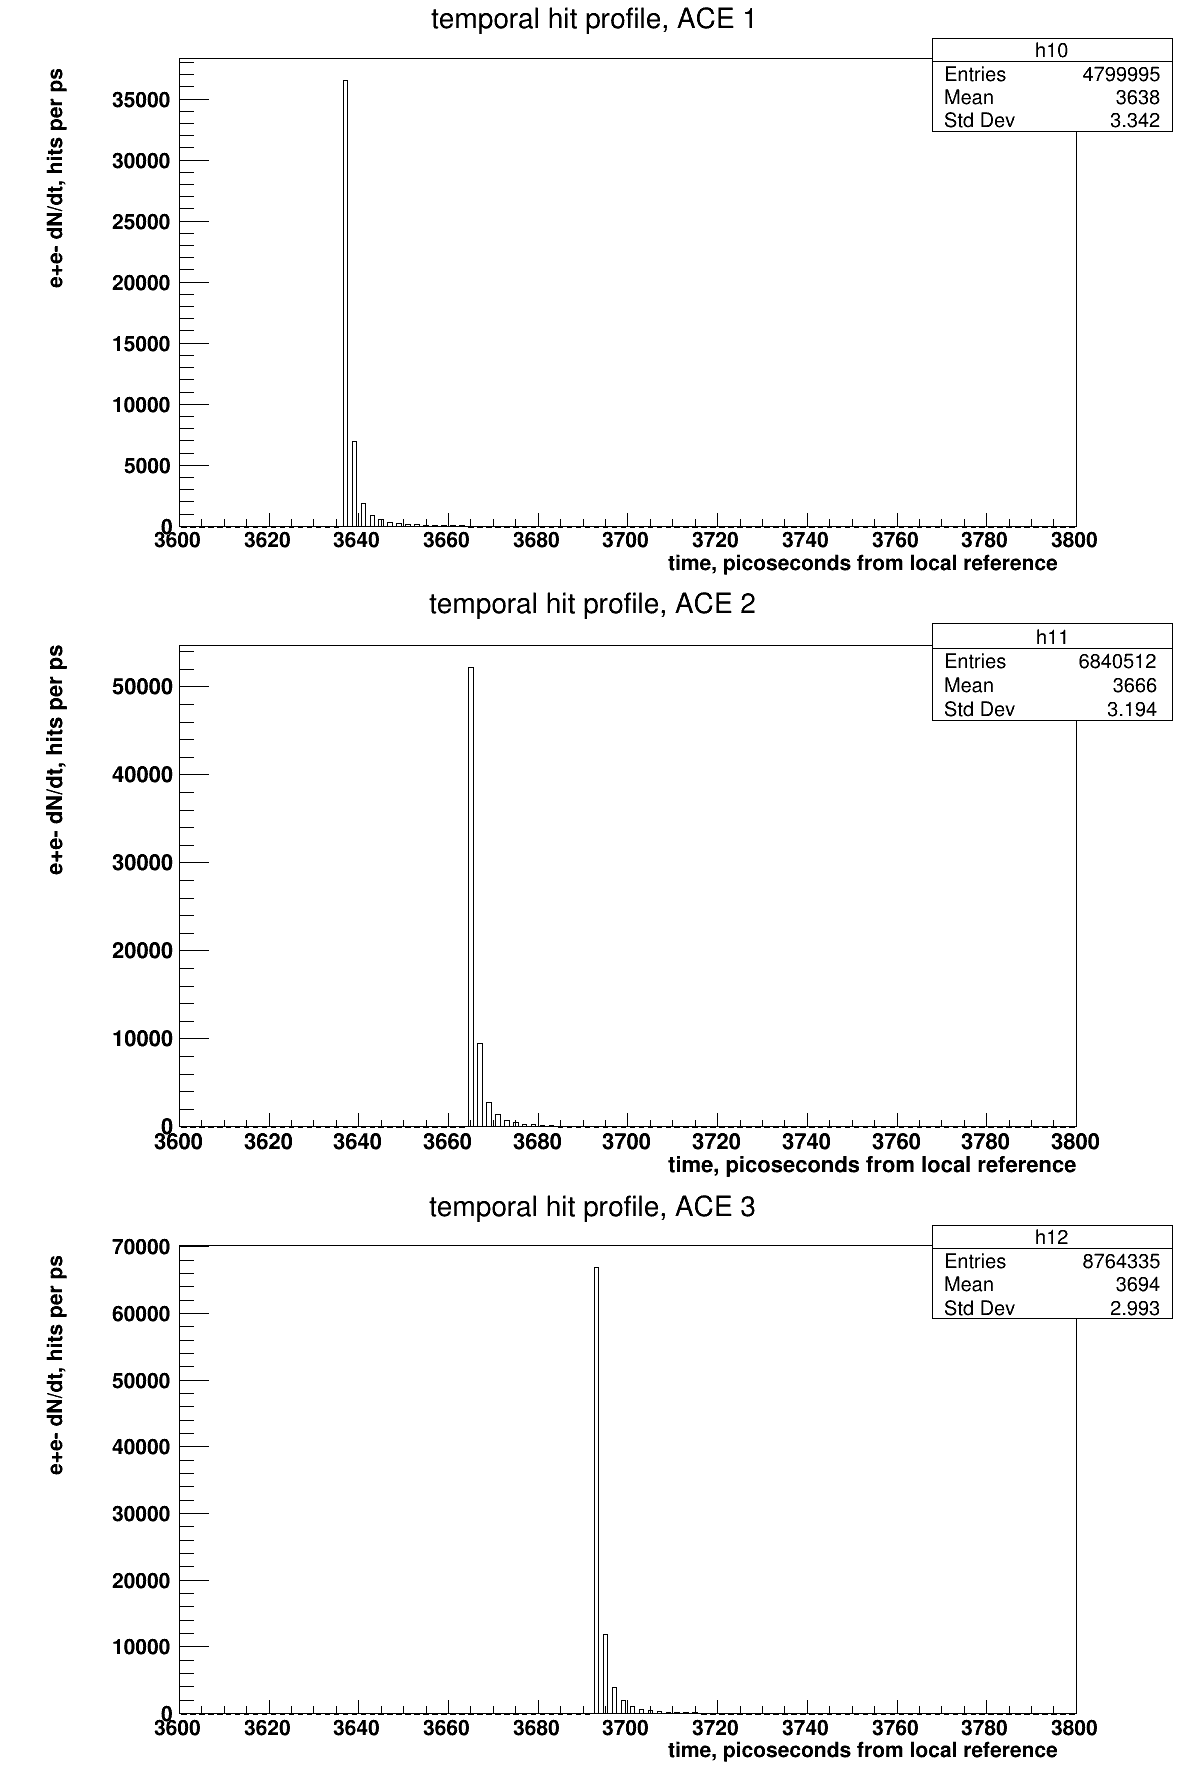 temporal hit profile, ACE 1
h10
Entries 4799995
Mean 3638
Std Dev 3.342
e+e- dN/dt, hits per ps
35000
30000
25000
20000
15000
10000
5000
0
3600 3620 3640 3660 3680 3700 3720 3740 3760 3780 3800
time, picoseconds from local reference
temporal hit profile, ACE 2
h11
Entries 6840512
Mean 3666
Std Dev 3.194
e+e- dN/dt, hits per ps
50000
40000
30000
20000
10000
0
3600 3620 3640 3660 3680 3700 3720 3740 3760 3780 3800
time, picoseconds from local reference
temporal hit profile, ACE 3
h12
Entries 8764335
Mean 3694
Std Dev 2.993
e+e- dN/dt, hits per ps
70000
60000
50000
40000
30000
20000
10000
0
3600 3620 3640 3660 3680 3700 3720 3740 3760 3780 3800
time, picoseconds from local reference